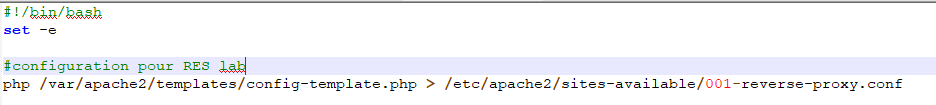 #!/bin/bash
set -e
#configuration pour RES lab
php /var/apache2/templates/config-template.php > /etc/apache2/sites-available/001-reverse-proxy.conf